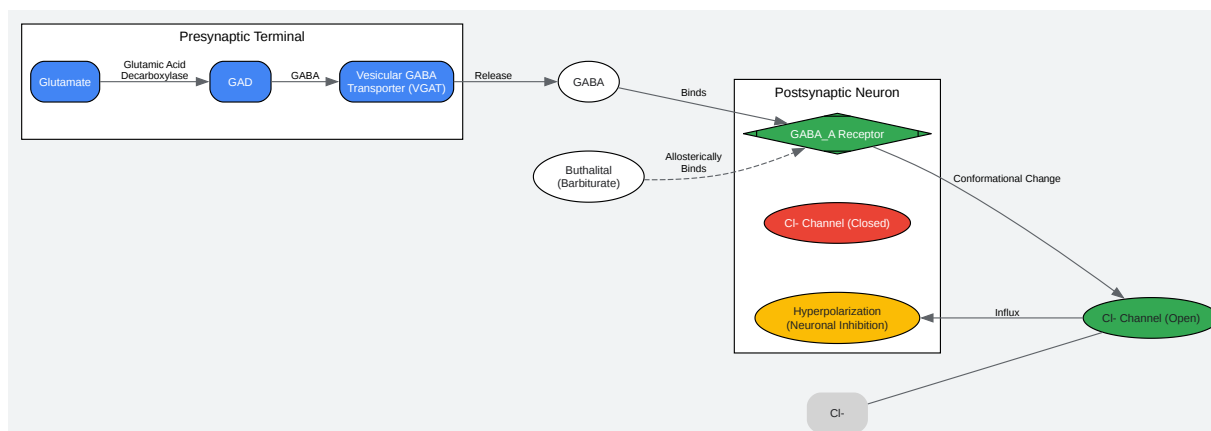 Presynaptic Terminal
Glutamate
Glutamic Acid
Decarboxylase
GAD
GABA
Vesicular GABA
Transporter (VGAT)
Release
GABA
Binds
Postsynaptic Neuron
GABA_A Receptor
Buthalital
(Barbiturate)
Allosterically
Binds
Conformational Change
Cl- Channel (Closed)
Hyperpolarization
(Neuronal Inhibition)
Influx
Cl- Channel (Open)
Cl-